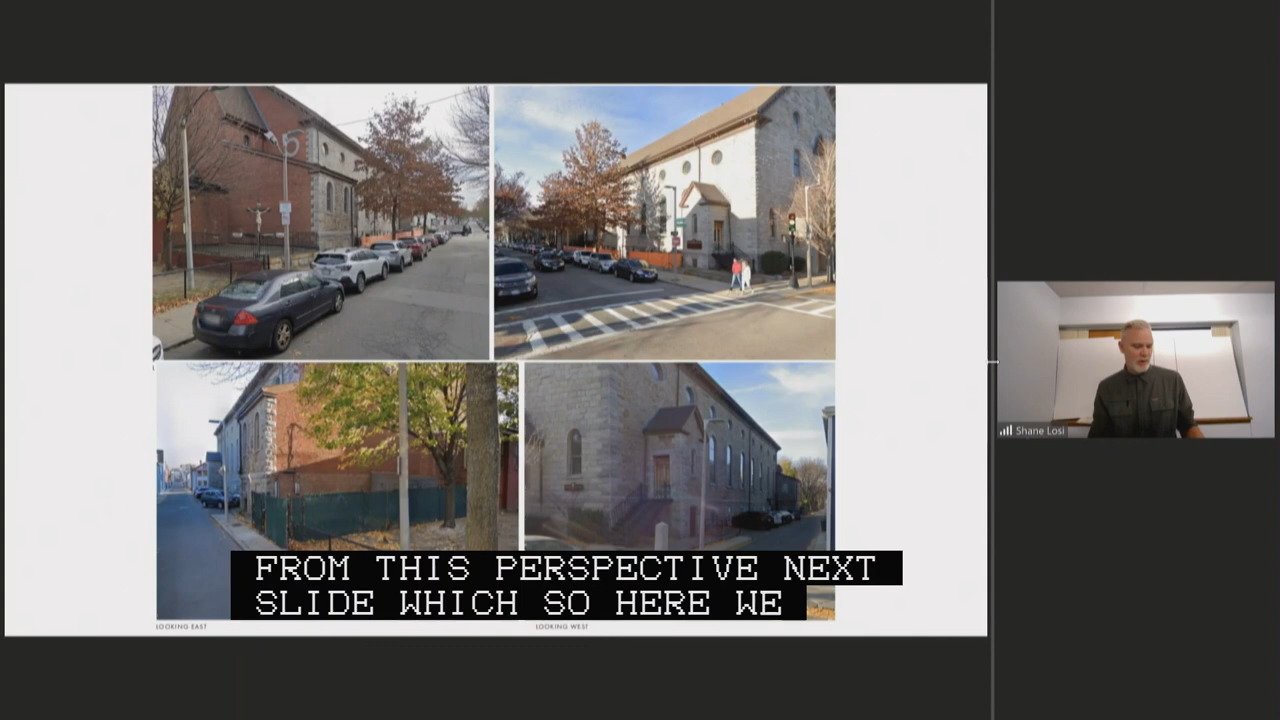 FROM THIS PERSPECTIVE NEXT
SLIDE WHICH SO HERE WE
LOOKING EAST
LOOKING WEST
Shane Losi